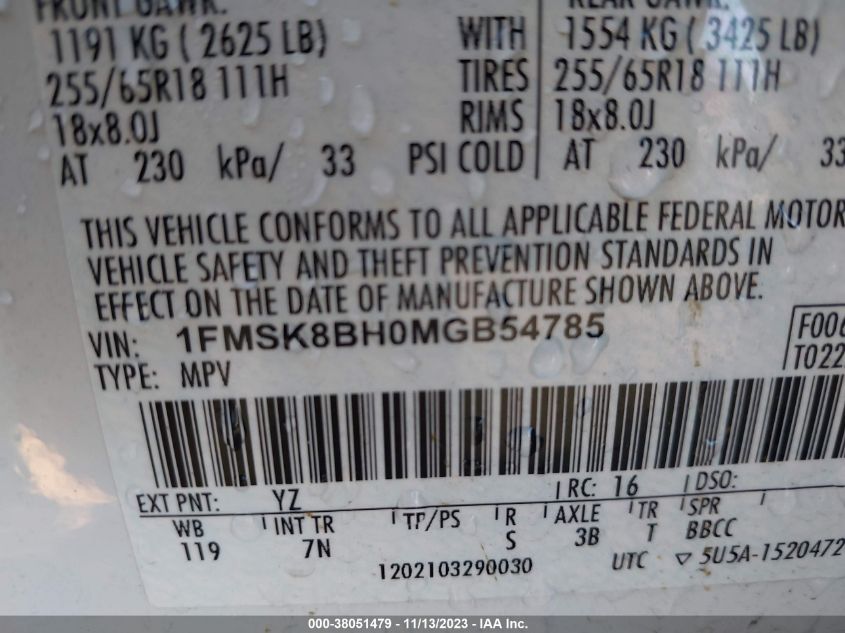 FRONT GAWR: REAR GAWR:
1191 KG ( 2625 LB) WITH 1554 KG ( 3425 LB)
255/65R18 111H TIRES 255/65R18 111H
18x8.0J RIMS 18x8.0J
AT 230 kPa/ 33 PSI COLD AT 230 kPa/ 33
THIS VEHICLE CONFORMS TO ALL APPLICABLE FEDERAL MOTOR
VEHICLE SAFETY AND THEFT PREVENTION STANDARDS IN
EFFECT ON THE DATE OF MANUFACTURE SHOWN ABOVE.
VIN: 1FMSK8BH0MGB54785 F006
TYPE: MPV T022
EXT PNT: YZ RC: 16 DSO:
WB INT TR TP/PS R AXLE TR SPR
119 7N S 3B T BBCC
1202103290030 UTC ▽ 5U5A-1520472
000-38051479 - 11/13/2023 - IAA Inc.